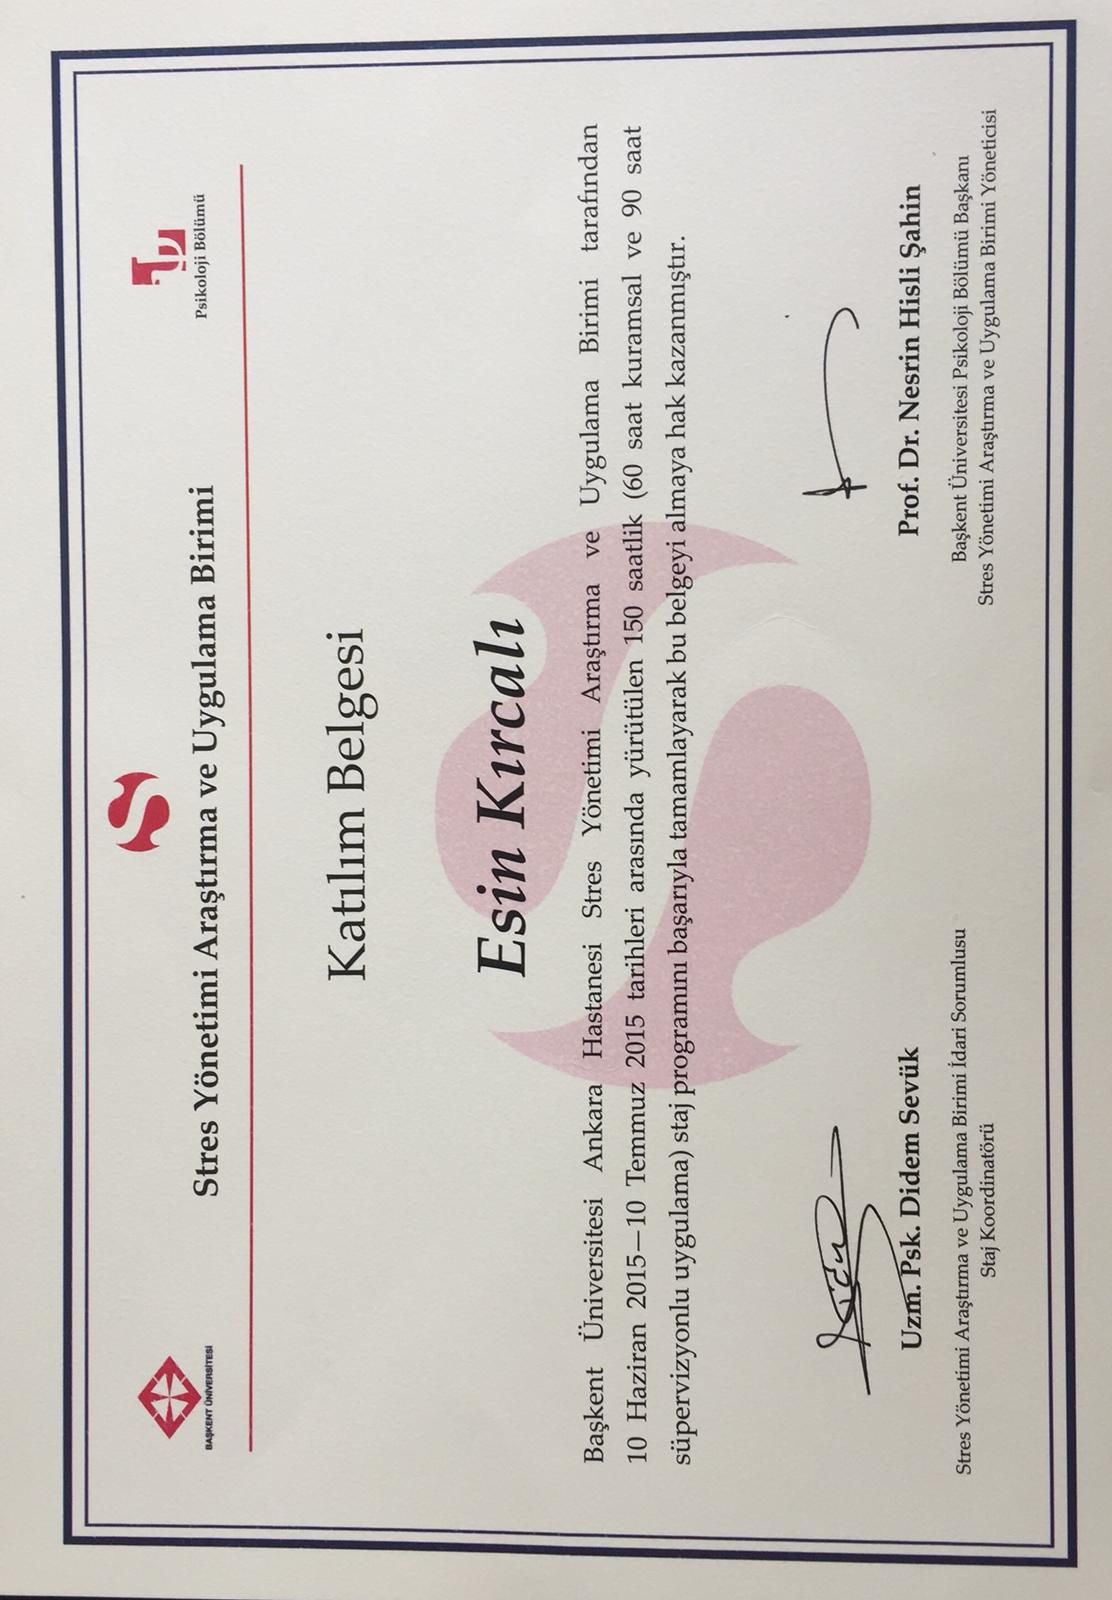 BAŞKENT ÜNİVERSİTESİ
Psikoloji Bölümü
Stres Yönetimi Araştırma ve Uygulama Birimi
Katılım Belgesi
Esin Kırcalı
Başkent Üniversitesi Ankara Hastanesi Stres Yönetimi Araştırma ve Uygulama Birimi tarafından
10 Haziran 2015—10 Temmuz 2015 tarihleri arasında yürütülen 150 saatlik (60 saat kuramsal ve 90 saat
süpervizyonlu uygulama) staj programını başarıyla tamamlayarak bu belgeyi almaya hak kazanmıştır.
Uzm. Psk. Didem Sevük
Stres Yönetimi Araştırma ve Uygulama Birimi İdari Sorumlusu
Staj Koordinatörü
Prof. Dr. Nesrin Hisli Şahin
Başkent Üniversitesi Psikoloji Bölümü Başkanı
Stres Yönetimi Araştırma ve Uygulama Birimi Yöneticisi